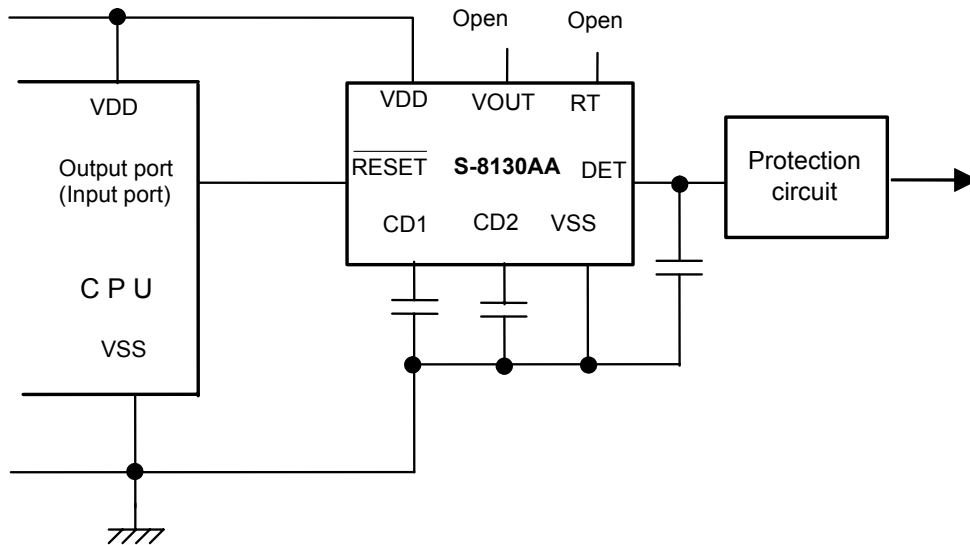 Open
Open
VDD
VDD
VOUT
RT
Output port
(Input port)
RESET
S-8130AA
DET
Protection
circuit
CD1
CD2
VSS
C P U
VSS